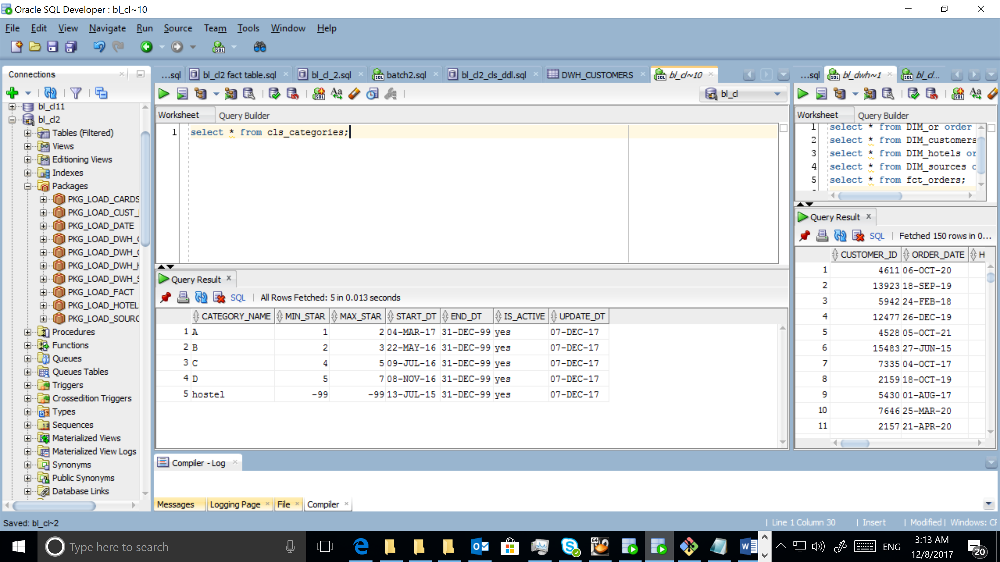 Oracle SQL Developer : bl_cl~10
File Edit View Navigate Run Source Team Tools Window Help
Connections
bl_cl11
bl_cl2
Tables (Filtered)
Views
Editioning Views
Indexes
Packages
PKG_LOAD_CARDS
PKG_LOAD_CUST_
PKG_LOAD_DATE
PKG_LOAD_DWH_
PKG_LOAD_DWH_
PKG_LOAD_DWH_
PKG_LOAD_DWH_
PKG_LOAD_FACT
PKG_LOAD_HOTEL
PKG_LOAD_SOURC
Procedures
Functions
Queues
Queues Tables
Triggers
Crossedition Triggers
Types
Sequences
Materialized Views
Materialized View Logs
Synonyms
Public Synonyms
Database Links
...sql bl_cl2 fact table.sql bl_cl_2.sql batch2.sql bl_cl2_cls_ddl.sql DWH_CUSTOMERS bl_cl~10
bl_cl
Worksheet Query Builder
1 select * from cls_categories;
Query Result
SQL | All Rows Fetched: 5 in 0.013 seconds
CATEGORY_NAME MIN_STAR MAX_STAR START_DT END_DT IS_ACTIVE UPDATE_DT
1 A 1 2 04-MAR-17 31-DEC-99 yes 07-DEC-17
2 B 2 3 22-MAY-16 31-DEC-99 yes 07-DEC-17
3 C 4 5 09-JUL-16 31-DEC-99 yes 07-DEC-17
4 D 5 7 08-NOV-16 31-DEC-99 yes 07-DEC-17
5 hostel -99 -99 13-JUL-15 31-DEC-99 yes 07-DEC-17
...sql bl_dwh~1 bl_cl...
Worksheet Query Builder
1 select * from DIM_or order
2 select * from DIM_customers
3 select * from DIM_hotels or
4 select * from DIM_sources
5 select * from fct_orders;
Query Result
SQL | Fetched 150 rows in 0...
CUSTOMER_ID ORDER_DATE H
1 4611 06-OCT-20
2 13923 18-SEP-19
3 5942 24-FEB-18
4 12477 26-DEC-19
5 4528 05-OCT-21
6 15483 27-JUN-15
7 7335 04-OCT-17
8 2159 18-OCT-19
9 5430 01-AUG-17
10 7646 25-MAR-20
11 2157 21-APR-20
Compiler - Log
Messages Logging Page File Compiler
Saved: bl_cl~2
| Line 1 Column 30 | Insert | Modified | Windows: C
Type here to search
ENG
3:13 AM
12/8/2017
20